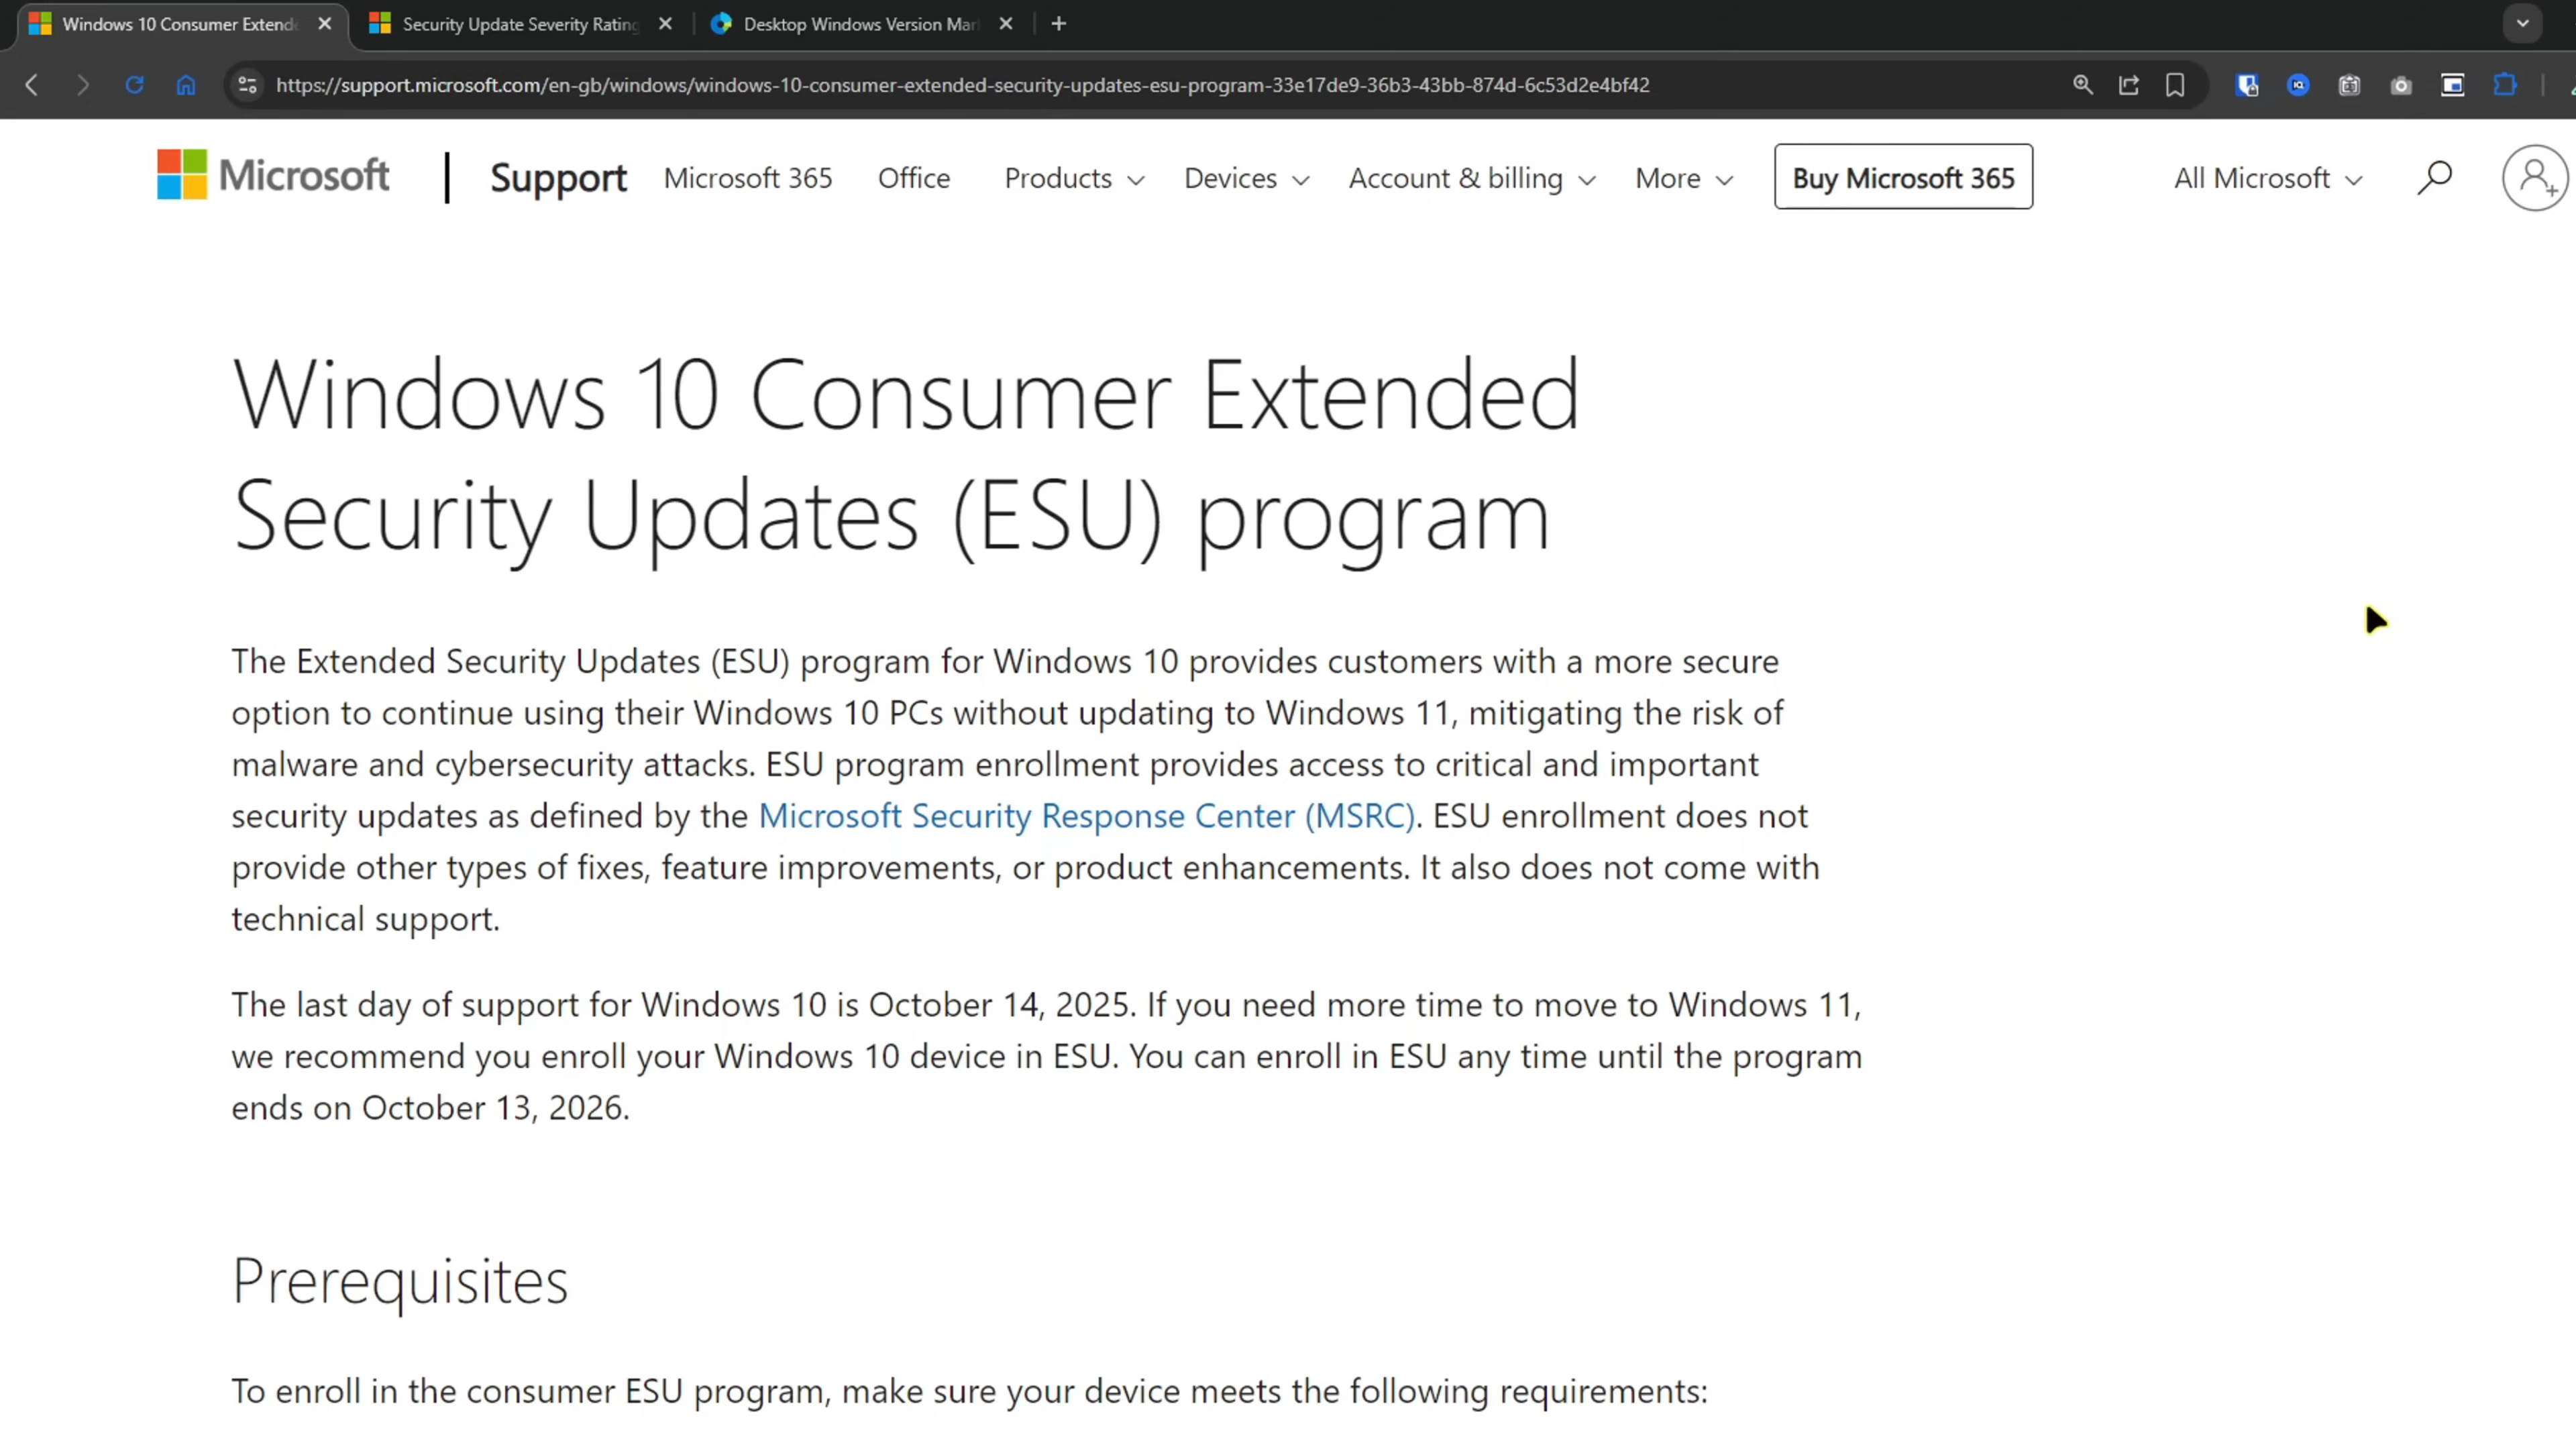 Windows 10 Consumer Extende
Security Update Severity Rating
Desktop Windows Version Mar
https://support.microsoft.com/en-gb/windows/windows-10-consumer-extended-security-updates-esu-program-33e17de9-36b3-43bb-874d-6c53d2e4bf42
Microsoft Support Microsoft 365 Office Products Devices Account & billing More Buy Microsoft 365 All Microsoft
Windows 10 Consumer Extended
Security Updates (ESU) program
The Extended Security Updates (ESU) program for Windows 10 provides customers with a more secure
option to continue using their Windows 10 PCs without updating to Windows 11, mitigating the risk of
malware and cybersecurity attacks. ESU program enrollment provides access to critical and important
security updates as defined by the Microsoft Security Response Center (MSRC). ESU enrollment does not
provide other types of fixes, feature improvements, or product enhancements. It also does not come with
technical support.
The last day of support for Windows 10 is October 14, 2025. If you need more time to move to Windows 11,
we recommend you enroll your Windows 10 device in ESU. You can enroll in ESU any time until the program
ends on October 13, 2026.
Prerequisites
To enroll in the consumer ESU program, make sure your device meets the following requirements: